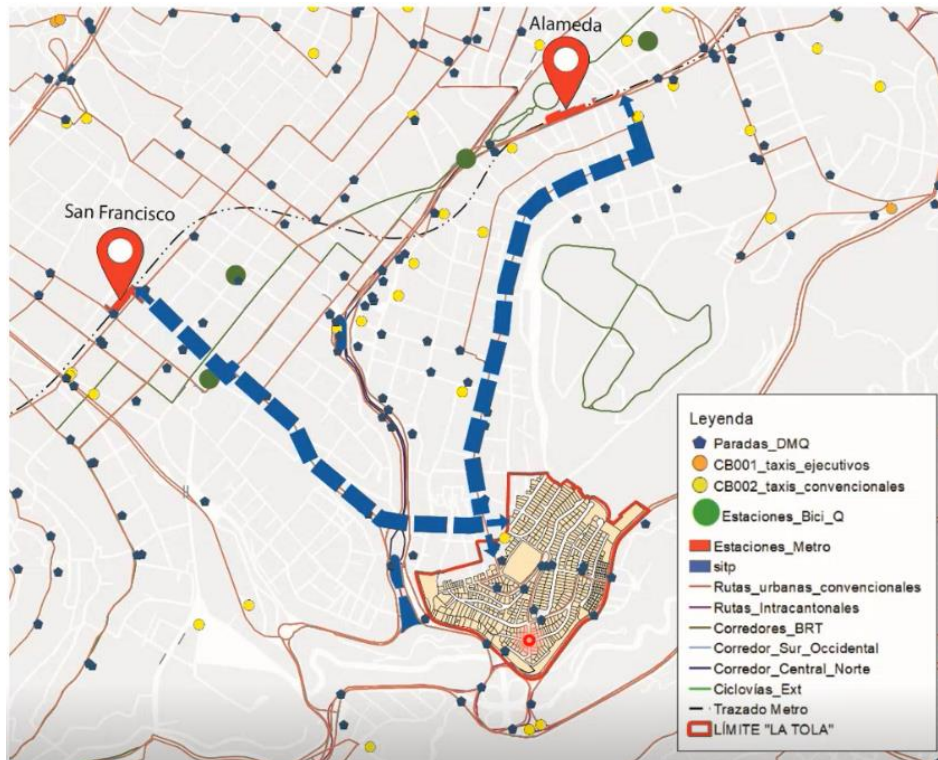 Alameda
San Francisco
Leyenda
Paradas_DMQ
CB001_taxis_ejecutivos
CB002_taxis_convencionales
Estaciones_Bici_Q
Estaciones_Metro
sitp
Rutas_urbanas_convencionales
Rutas_Intracantonales
Corredores_BRT
Corredor_Sur_Occidental
Corredor_Central_Norte
Ciclovías_Ext
Trazado Metro
LÍMITE "LA TOLA"